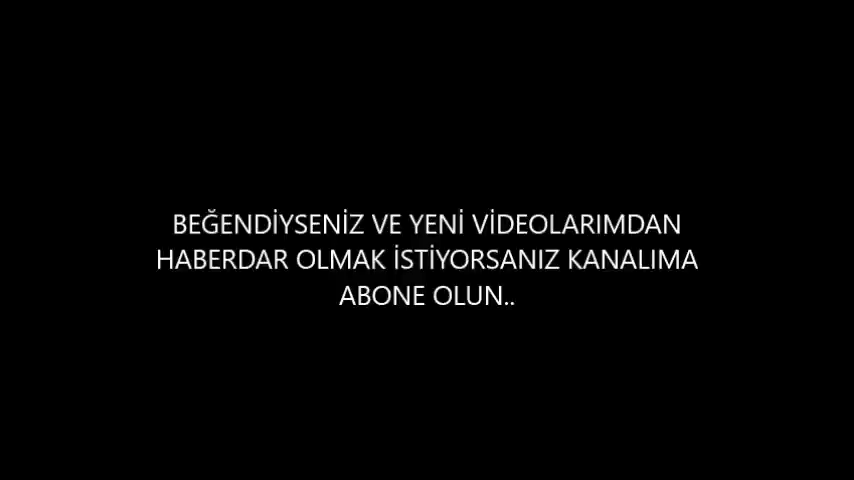 BEĞENDİYSENİZ VE YENİ VİDEOLARIMDAN
HABERDAR OLMAK İSTİYORSANIZ KANALIMA
ABONE OLUN..